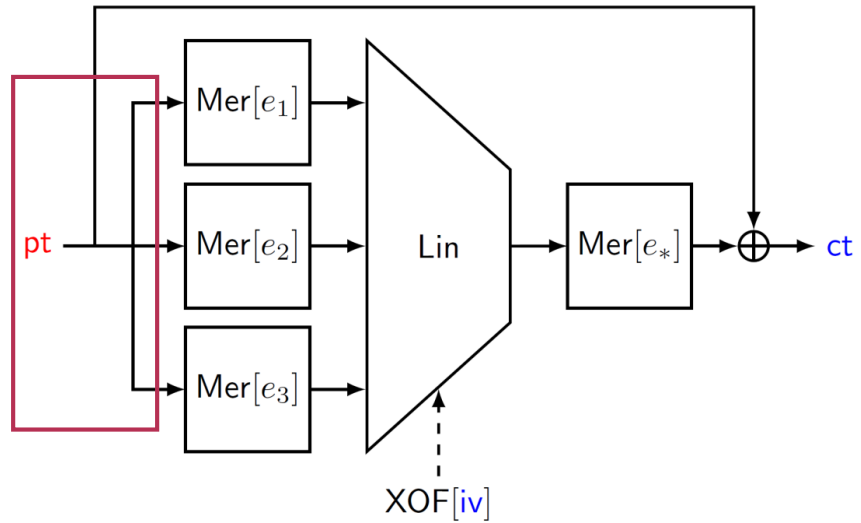 Mer[e₁]
pt
Mer[e₂]
Lin
Mer[e∗]
ct
Mer[e₃]
XOF[iv]